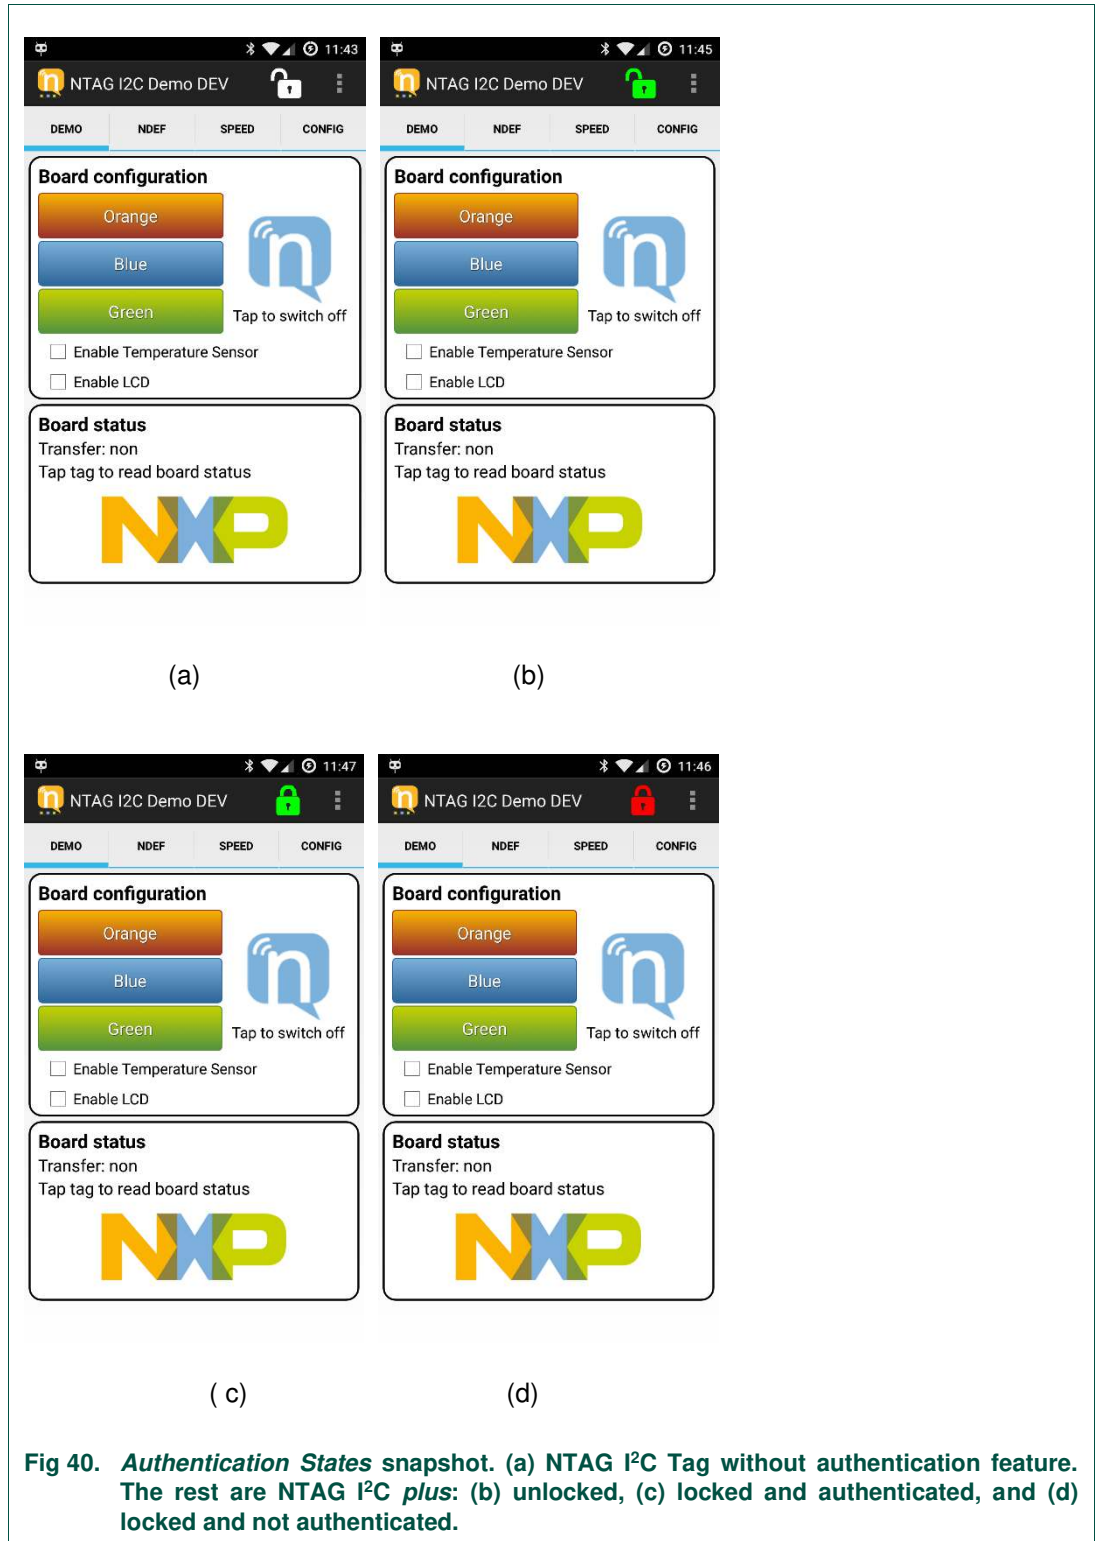 11:43
NTAG I2C Demo DEV
DEMO NDEF SPEED CONFIG
Board configuration
Orange
Blue
Green
Tap to switch off
Enable Temperature Sensor
Enable LCD
Board status
Transfer: non
Tap tag to read board status
NXP
(a)
11:45
NTAG I2C Demo DEV
DEMO NDEF SPEED CONFIG
Board configuration
Orange
Blue
Green
Tap to switch off
Enable Temperature Sensor
Enable LCD
Board status
Transfer: non
Tap tag to read board status
NXP
(b)
11:47
NTAG I2C Demo DEV
DEMO NDEF SPEED CONFIG
Board configuration
Orange
Blue
Green
Tap to switch off
Enable Temperature Sensor
Enable LCD
Board status
Transfer: non
Tap tag to read board status
NXP
( c)
11:46
NTAG I2C Demo DEV
DEMO NDEF SPEED CONFIG
Board configuration
Orange
Blue
Green
Tap to switch off
Enable Temperature Sensor
Enable LCD
Board status
Transfer: non
Tap tag to read board status
NXP
(d)
Fig 40. Authentication States snapshot. (a) NTAG I²C Tag without authentication feature.
The rest are NTAG I²C plus: (b) unlocked, (c) locked and authenticated, and (d)
locked and not authenticated.